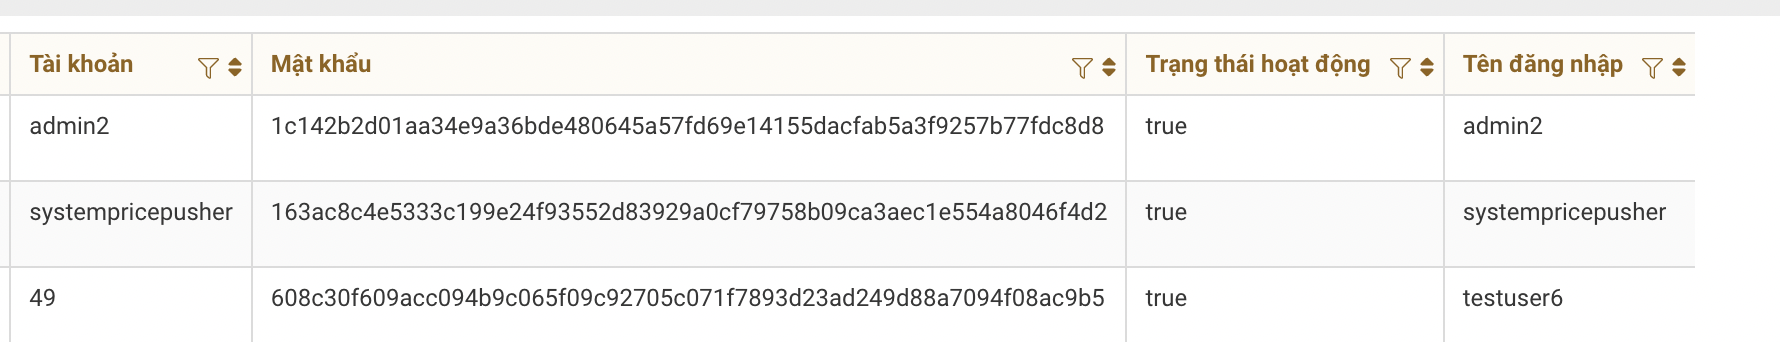 Tài khoản Mật khẩu Trạng thái hoạt động Tên đăng nhập
admin2 1c142b2d01aa34e9a36bde480645a57fd69e14155dacfab5a3f9257b77fdc8d8 true admin2
systempricepusher 163ac8c4e5333c199e24f93552d83929a0cf79758b09ca3aec1e554a8046f4d2 true systempricepusher
49 608c30f609acc094b9c065f09c92705c071f7893d23ad249d88a7094f08ac9b5 true testuser6